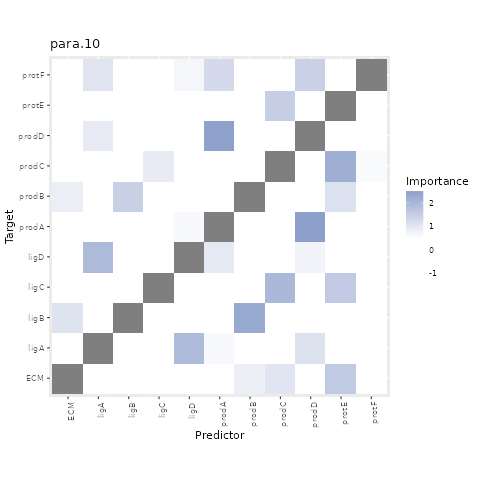 para.10
Target
protF
protE
prodD
prodC
prodB
prodA
ligD
ligC
ligB
ligA
ECM
ECM
ligA
ligB
ligC
ligD
prodA
prodB
prodC
prodD
protE
protF
Predictor
Importance
2
1
0
-1